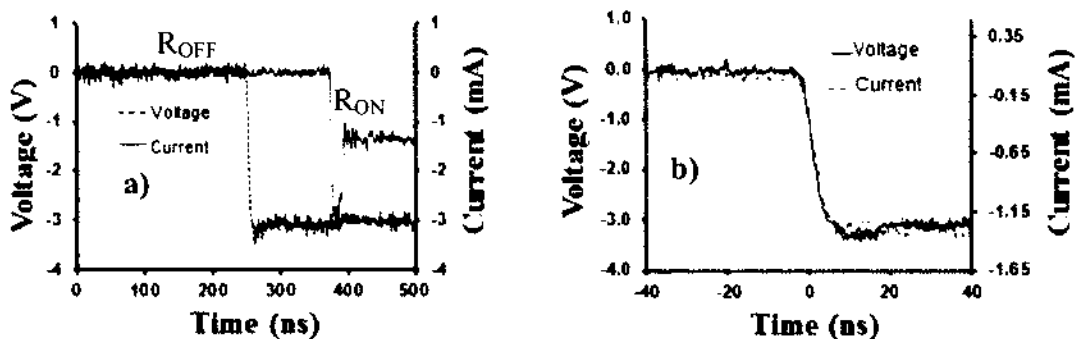 Voltage (V)
1
0
-1
-2
-3
-4
R_OFF
R_ON
Voltage
Current
a)
1
0
-1
-2
-3
-4
Current (mA)
0
100
200
300
400
500
Time (ns)
Voltage (V)
1.0
0.0
1.0
-2.0
-3.0
4.0
Voltage
Current
b)
0.35
-0.15
-0.65
-1.15
-1.65
Current (mA)
-40
-20
0
20
40
Time (ns)